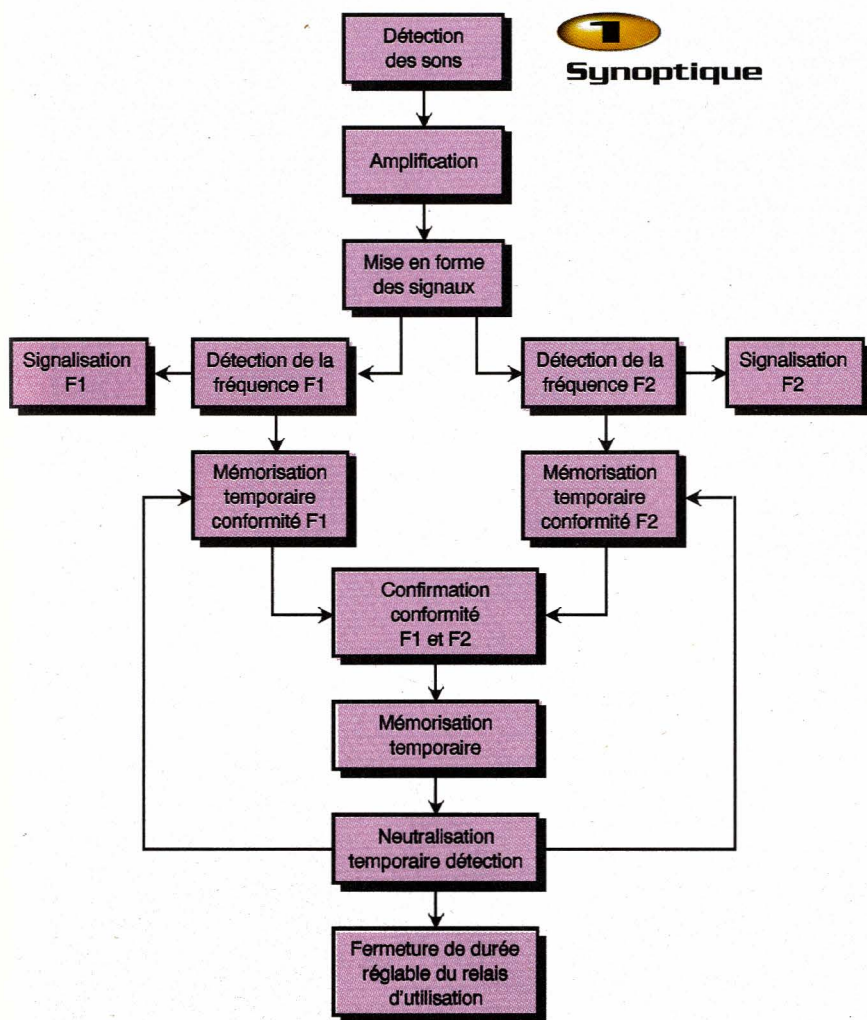 Détection
des sons
1
Synoptique
Amplification
Mise en forme
des signaux
Signalisation
F1
Détection de la
fréquence F1
Détection de la
fréquence F2
Signalisation
F2
Mémorisation
temporaire
conformité F1
Mémorisation
temporaire
conformité F2
Confirmation
conformité
F1 et F2
Mémorisation
temporaire
Neutralisation
temporaire détection
Fermeture de durée
réglable du relais
d'utilisation